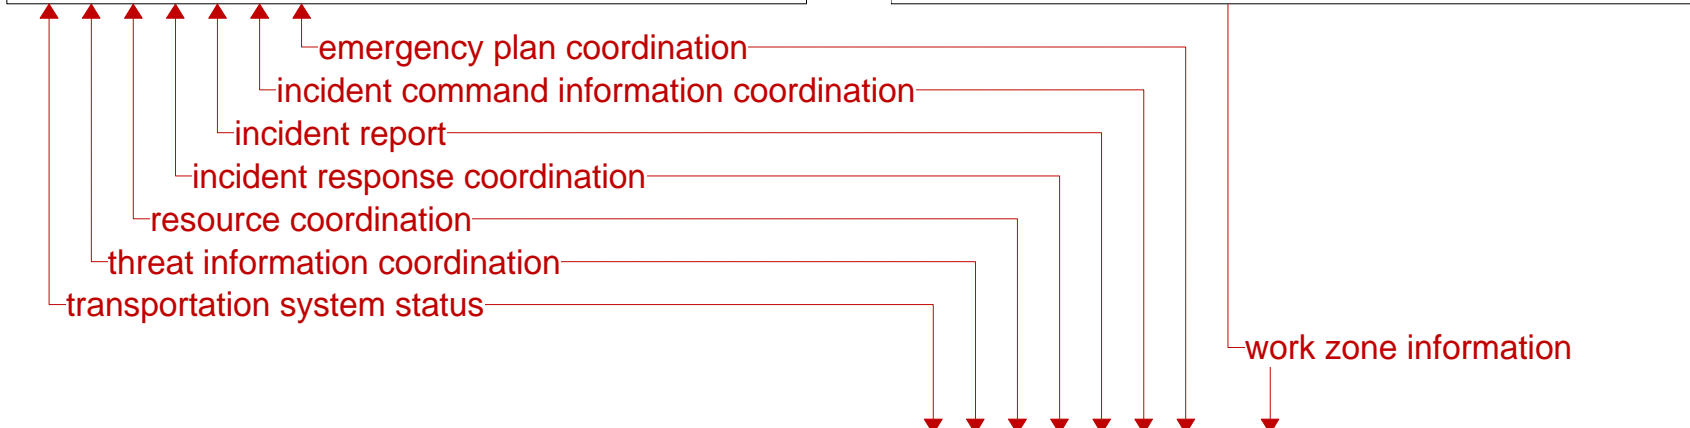 emergency plan coordination
incident command information coordination
incident report
incident response coordination
resource coordination
threat information coordination
transportation system status
work zone information